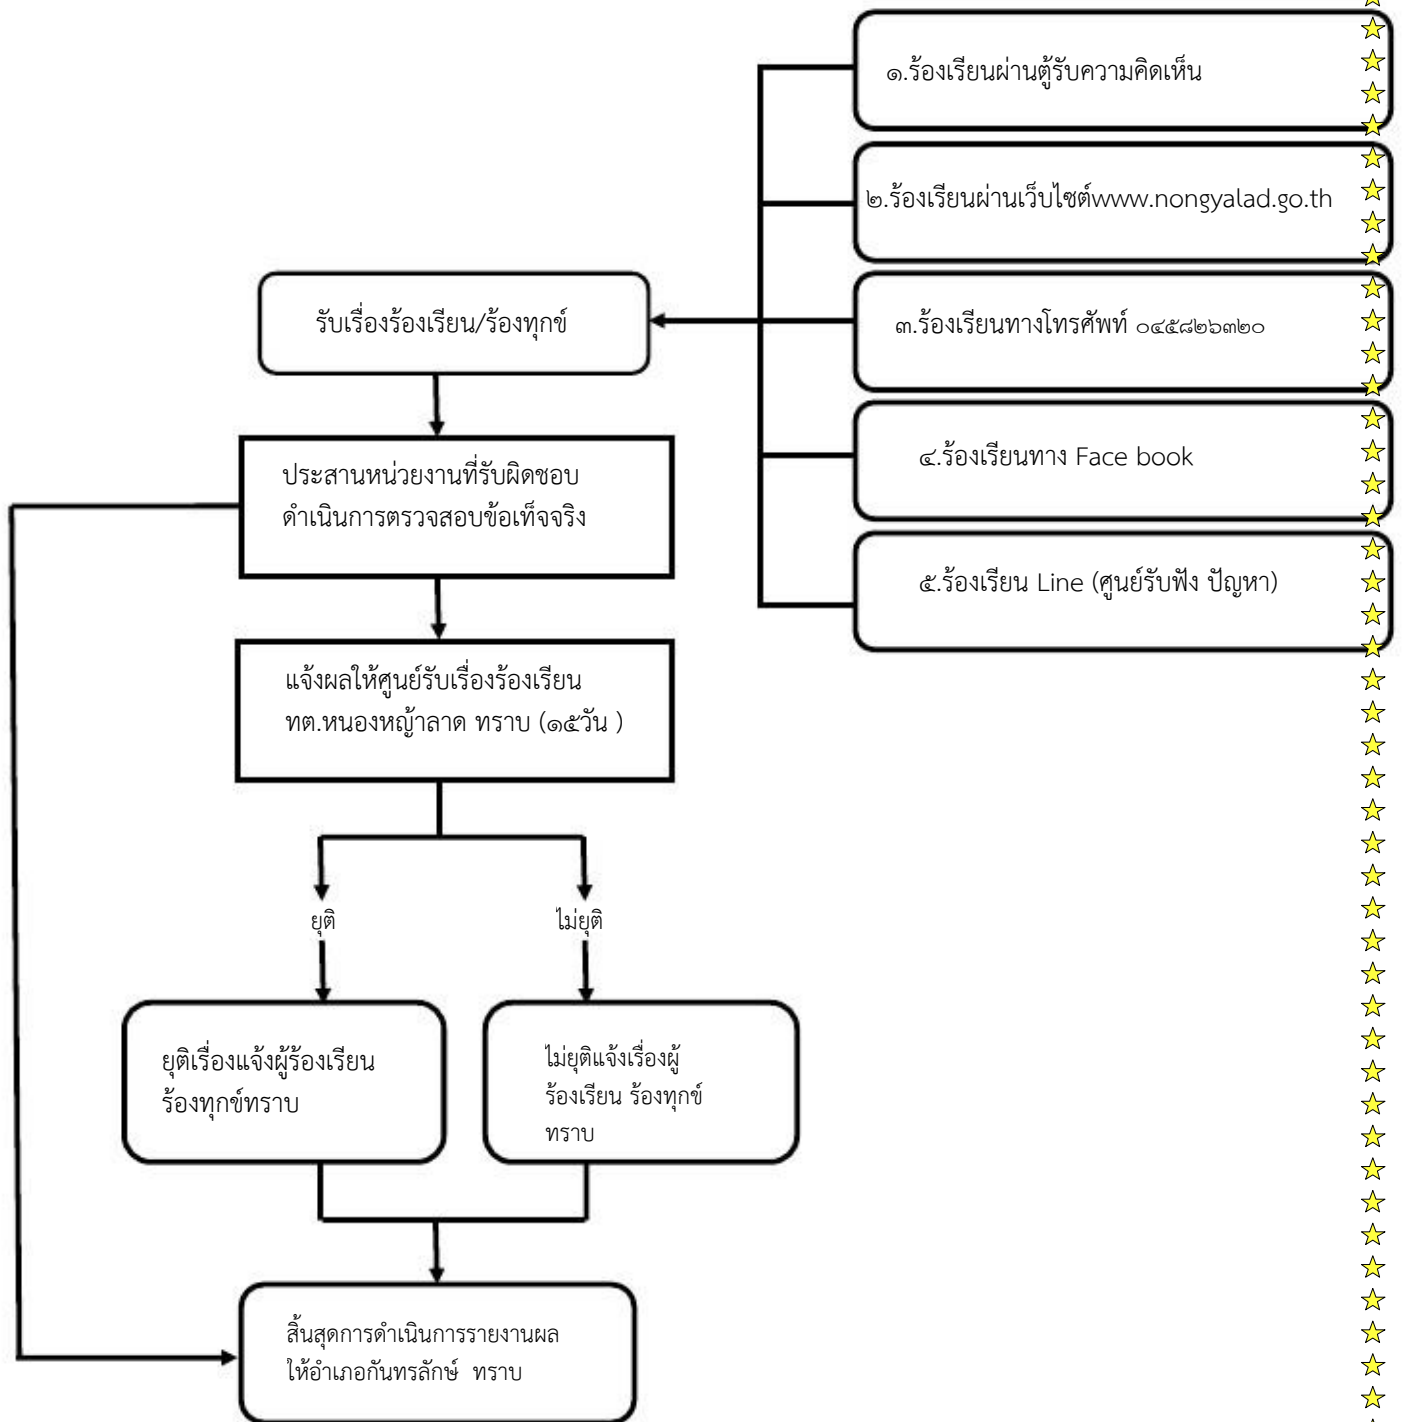 ๑.ร้องเรียนผ่านตู้รับความคิดเห็น
๒.ร้องเรียนผ่านเว็บไซต์www.nongyalad.go.th
รับเรื่องร้องเรียน/ร้องทุกข์
๓.ร้องเรียนทางโทรศัพท์ ๐๔๕๘๒๖๓๒๐
๔.ร้องเรียนทาง Face book
๕.ร้องเรียน Line (ศูนย์รับฟัง ปัญหา)
ประสานหน่วยงานที่รับผิดชอบ
ดำเนินการตรวจสอบข้อเท็จจริง
แจ้งผลให้ศูนย์รับเรื่องร้องเรียน
ทต.หนองหญ้าลาด ทราบ (๑๕วัน )
ยุติ
ไม่ยุติ
ยุติเรื่องแจ้งผู้ร้องเรียน
ร้องทุกข์ทราบ
ไม่ยุติแจ้งเรื่องผู้
ร้องเรียน ร้องทุกข์
ทราบ
สิ้นสุดการดำเนินการรายงานผล
ให้อำเภอกันทรลักษ์ ทราบ